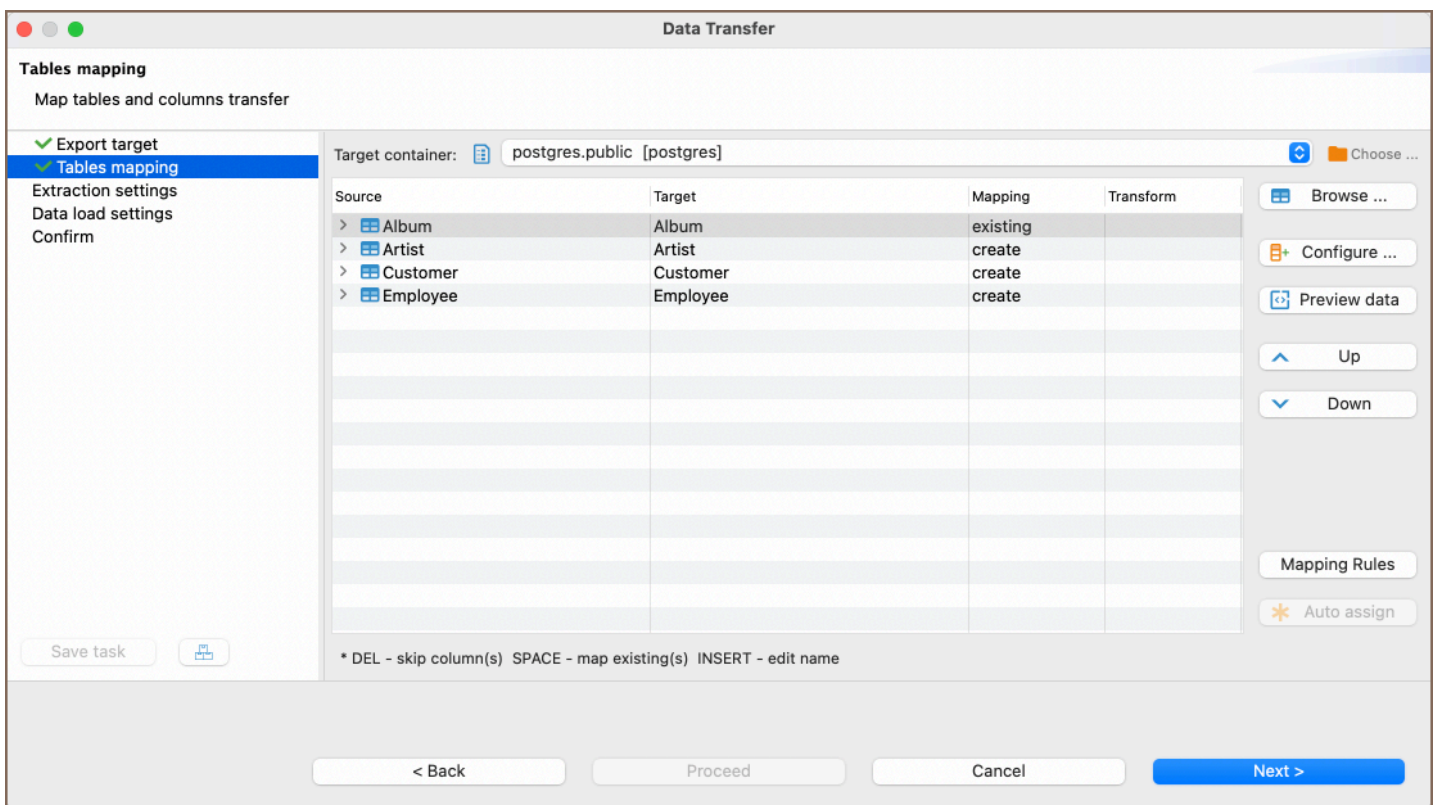 Data Transfer
Tables mapping
Map tables and columns transfer
Export target
Tables mapping
Extraction settings
Data load settings
Confirm
Save task
Target container: postgres.public [postgres] Choose ...
Source Target Mapping Transform
Album Album existing
Artist Artist create
Customer Customer create
Employee Employee create
* DEL - skip column(s) SPACE - map existing(s) INSERT - edit name
Browse ...
Configure ...
Preview data
Up
Down
Mapping Rules
Auto assign
< Back Proceed Cancel Next >